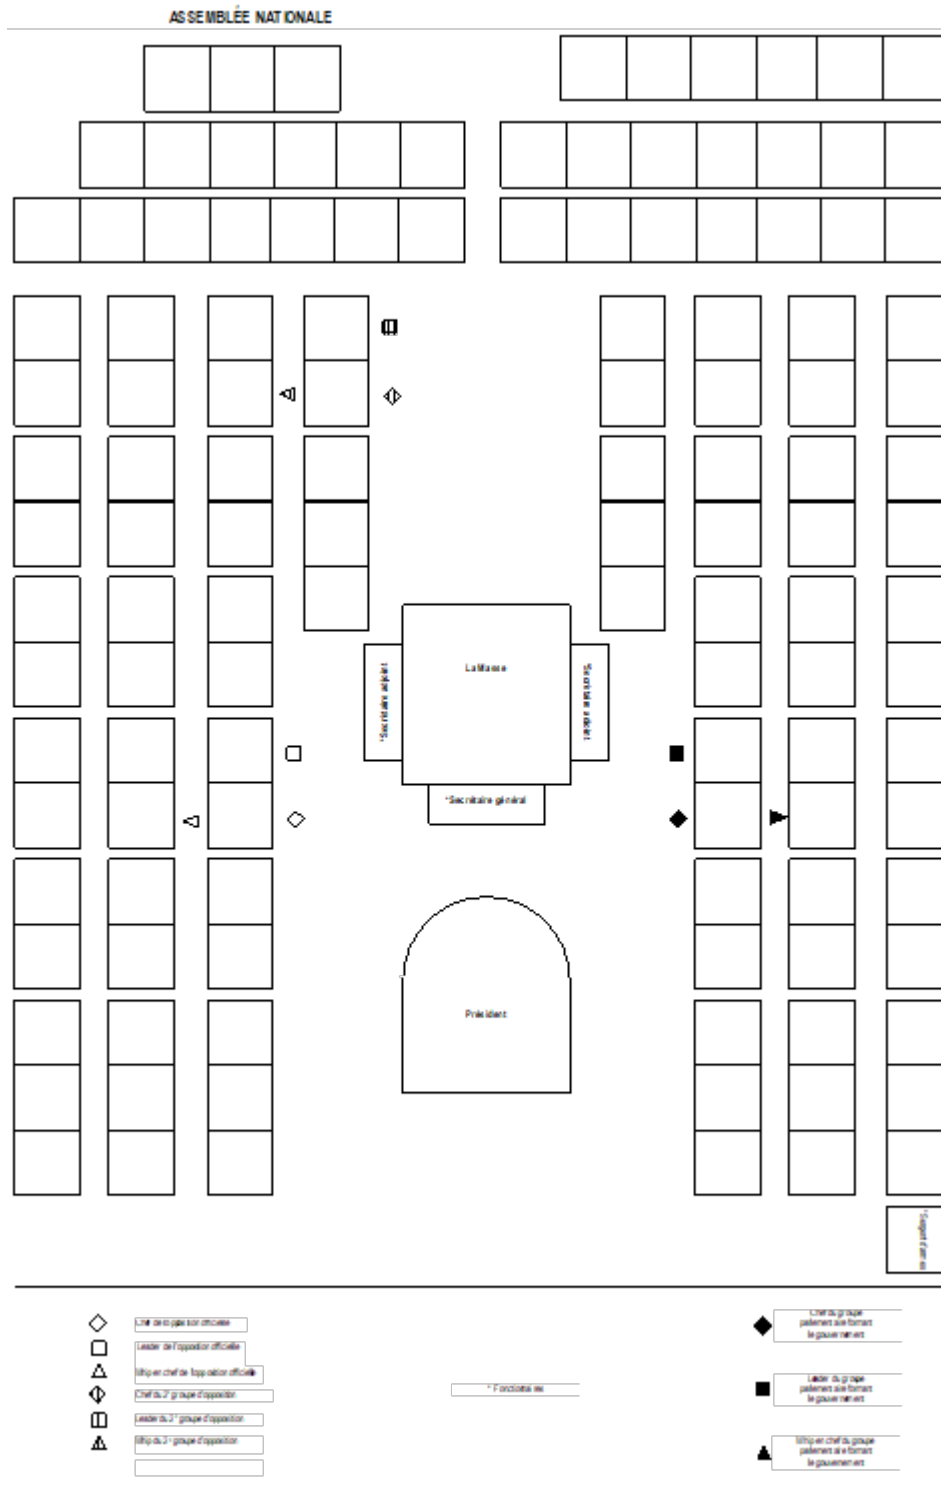 ASSEMBLÉE NATIONALE
La Masse
*Secrétaire adjoint
Secrétaire adjoint
*Secrétaire général
Président
Chef de l'opposition officielle
Leader de l'opposition officielle
Whip en chef de l'opposition officielle
Chef du 2e groupe d'opposition
Leader du 2e groupe d'opposition
Whip du 2e groupe d'opposition
* Fonctionnaires
Chef du groupe
parlementaire formant
le gouvernement
Leader du groupe
parlementaire formant
le gouvernement
Whip en chef du groupe
parlementaire formant
le gouvernement